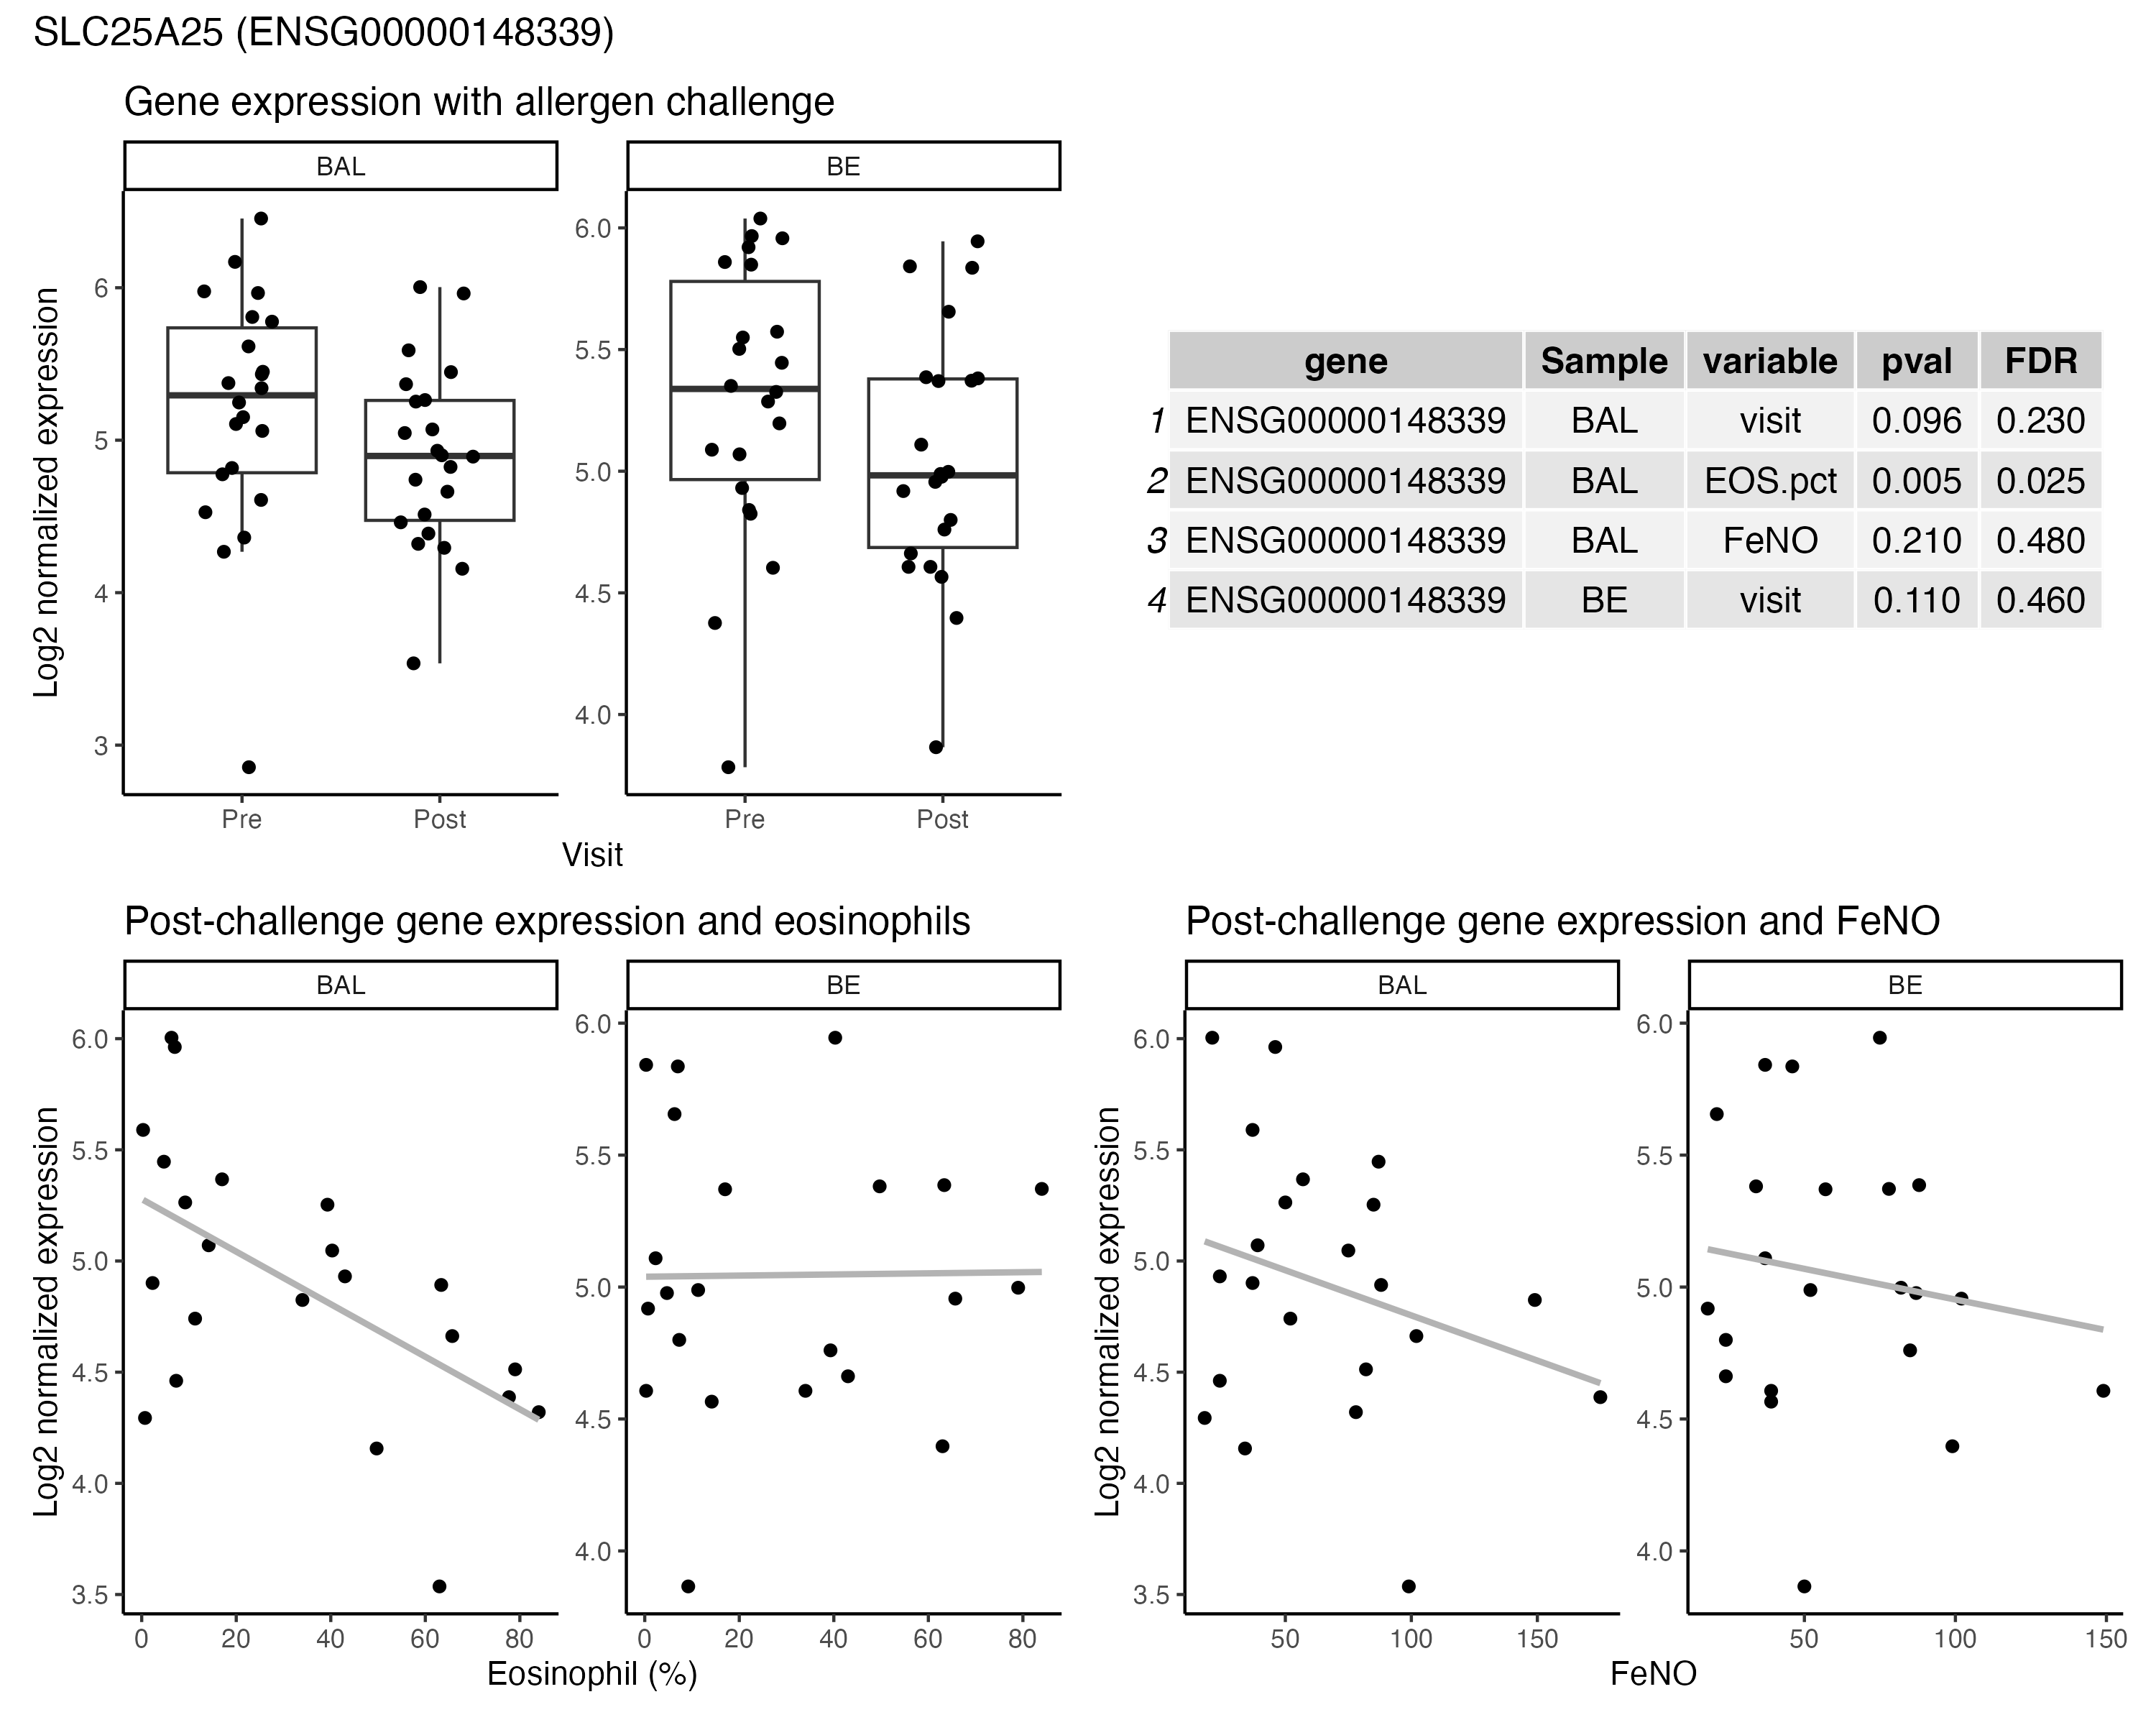 SLC25A25 (ENSG00000148339)
Gene expression with allergen challenge
BAL
BE
Log2 normalized expression
6
5
4
3
6.0
5.5
5.0
4.5
4.0
Pre
Post
Pre
Post
Visit
gene Sample variable pval FDR
1 ENSG00000148339 BAL visit 0.096 0.230
2 ENSG00000148339 BAL EOS.pct 0.005 0.025
3 ENSG00000148339 BAL FeNO 0.210 0.480
4 ENSG00000148339 BE visit 0.110 0.460
Post-challenge gene expression and eosinophils
BAL
BE
Log2 normalized expression
6.0
5.5
5.0
4.5
4.0
3.5
6.0
5.5
5.0
4.5
4.0
0 20 40 60 80
0 20 40 60 80
Eosinophil (%)
Post-challenge gene expression and FeNO
BAL
BE
Log2 normalized expression
6.0
5.5
5.0
4.5
4.0
3.5
6.0
5.5
5.0
4.5
4.0
50 100 150
50 100 150
FeNO